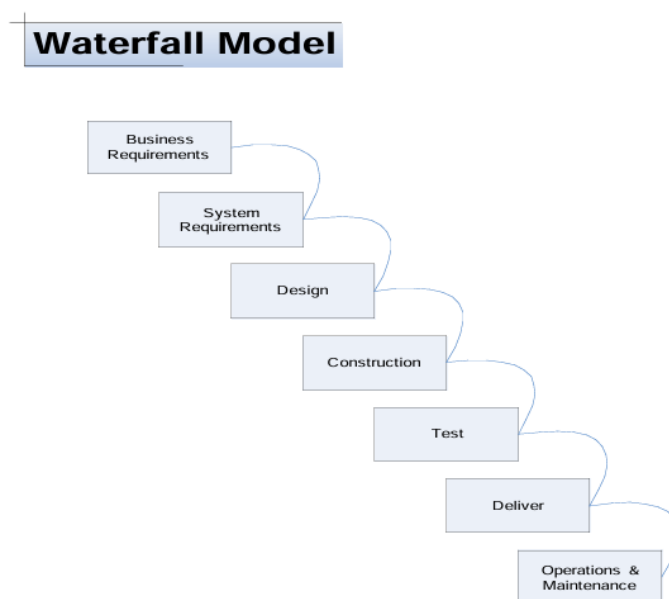 Waterfall Model
Business
Requirements
System
Requirements
Design
Construction
Test
Deliver
Operations &
Maintenance